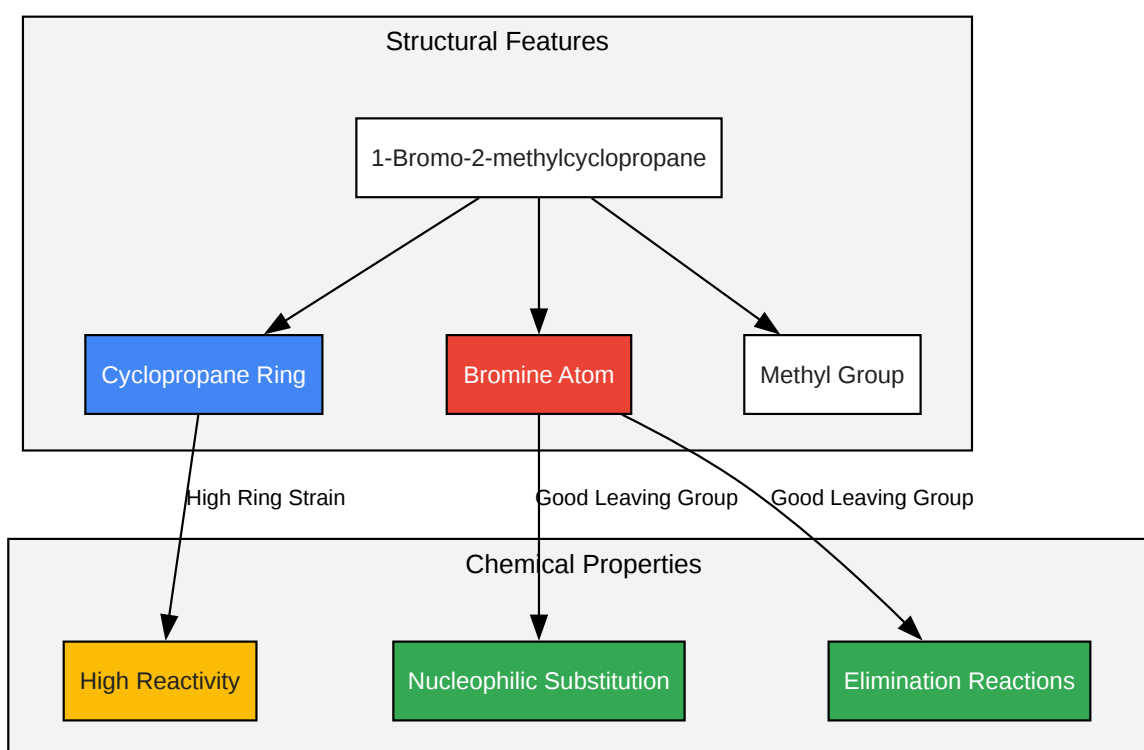 Structural Features
1-Bromo-2-methylcyclopropane
Cyclopropane Ring
Bromine Atom
Methyl Group
High Ring Strain
Good Leaving Group
Good Leaving Group
Chemical Properties
High Reactivity
Nucleophilic Substitution
Elimination Reactions